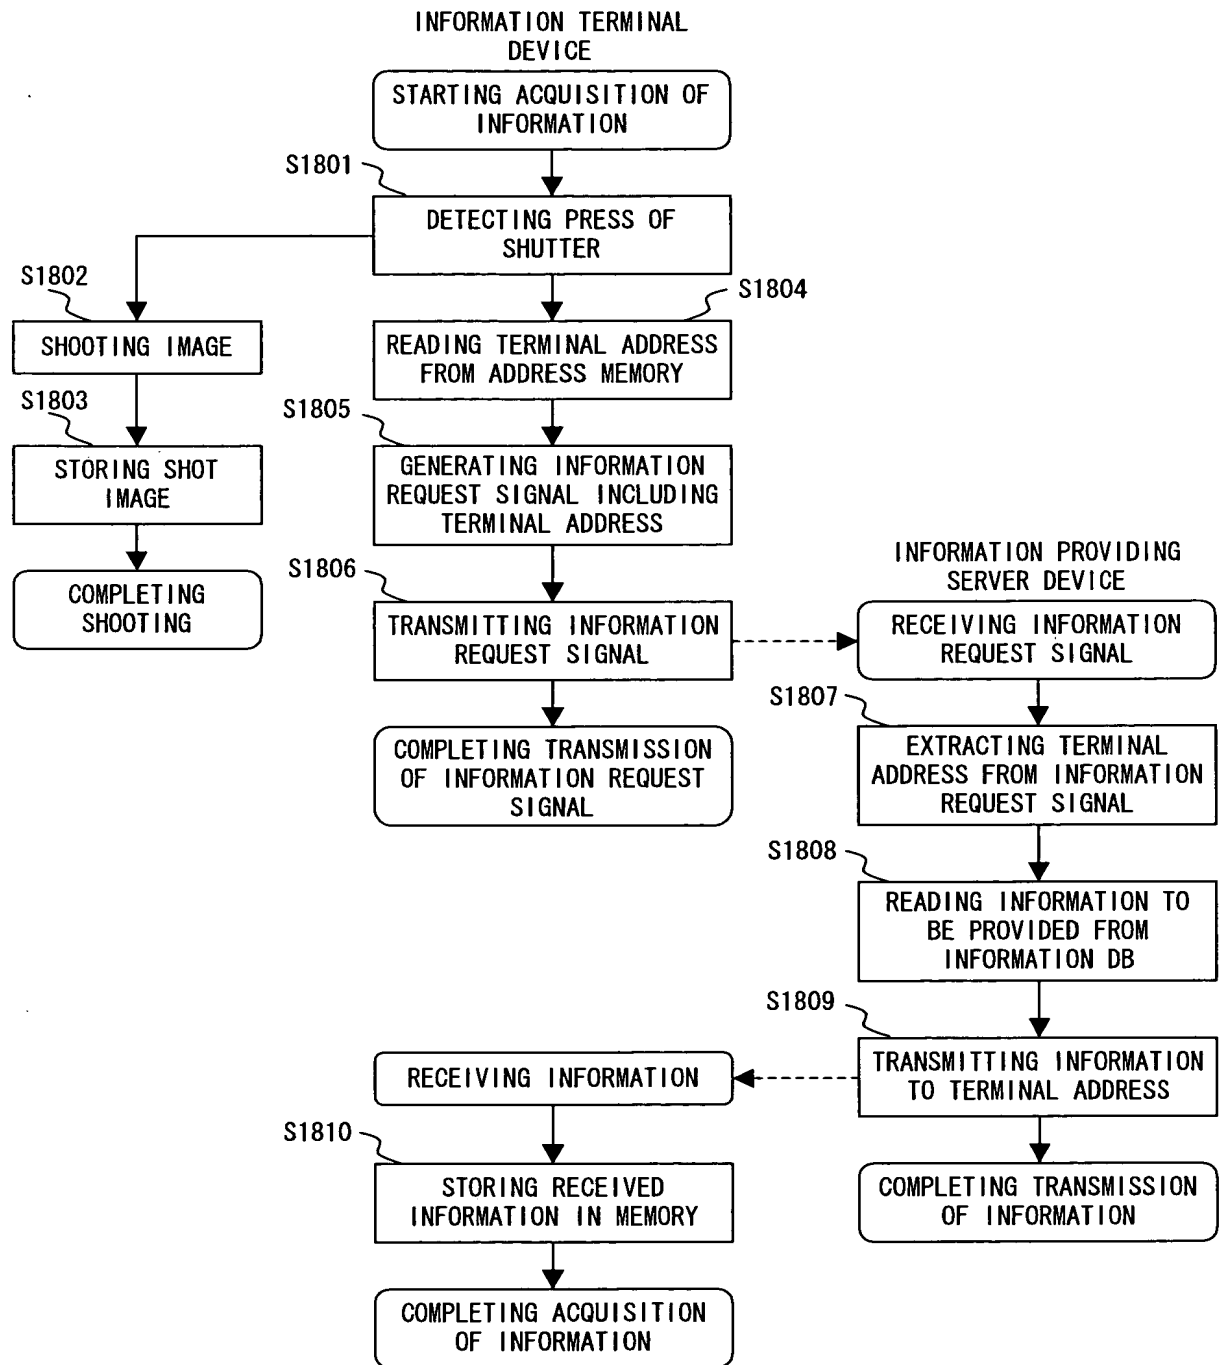 INFORMATION TERMINAL
DEVICE
STARTING ACQUISITION OF
INFORMATION
S1801
DETECTING PRESS OF
SHUTTER
S1802
SHOOTING IMAGE
S1803
STORING SHOT
IMAGE
COMPLETING
SHOOTING
S1804
READING TERMINAL ADDRESS
FROM ADDRESS MEMORY
S1805
GENERATING INFORMATION
REQUEST SIGNAL INCLUDING
TERMINAL ADDRESS
S1806
TRANSMITTING INFORMATION
REQUEST SIGNAL
COMPLETING TRANSMISSION
OF INFORMATION REQUEST
SIGNAL
INFORMATION PROVIDING
SERVER DEVICE
RECEIVING INFORMATION
REQUEST SIGNAL
S1807
EXTRACTING TERMINAL
ADDRESS FROM INFORMATION
REQUEST SIGNAL
S1808
READING INFORMATION TO
BE PROVIDED FROM
INFORMATION DB
S1809
TRANSMITTING INFORMATION
TO TERMINAL ADDRESS
COMPLETING TRANSMISSION
OF INFORMATION
RECEIVING INFORMATION
S1810
STORING RECEIVED
INFORMATION IN MEMORY
COMPLETING ACQUISITION
OF INFORMATION